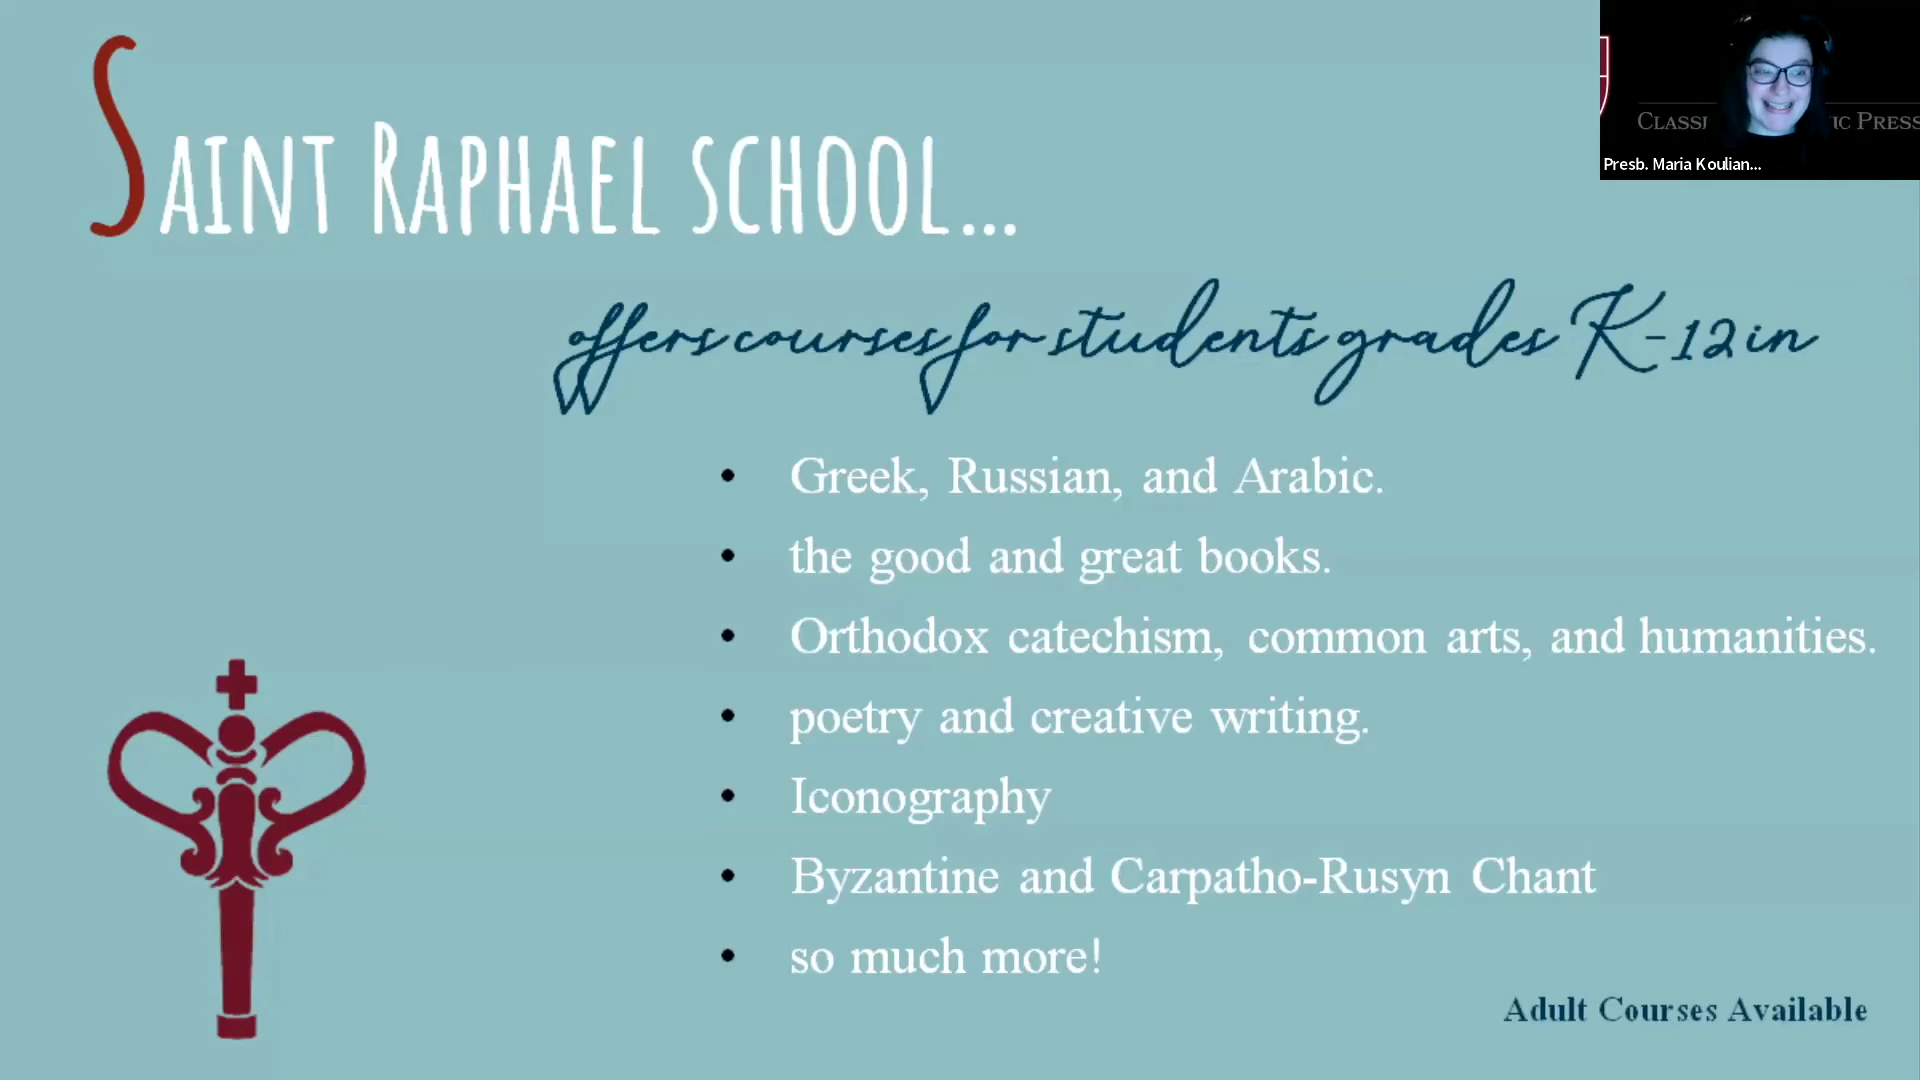 Saint Raphael school...
offers courses for students grades K-12 in
• Greek, Russian, and Arabic.
• the good and great books.
• Orthodox catechism, common arts, and humanities.
• poetry and creative writing.
• Iconography
• Byzantine and Carpatho-Rusyn Chant
• so much more!
Adult Courses Available
Presb. Maria Koulian...